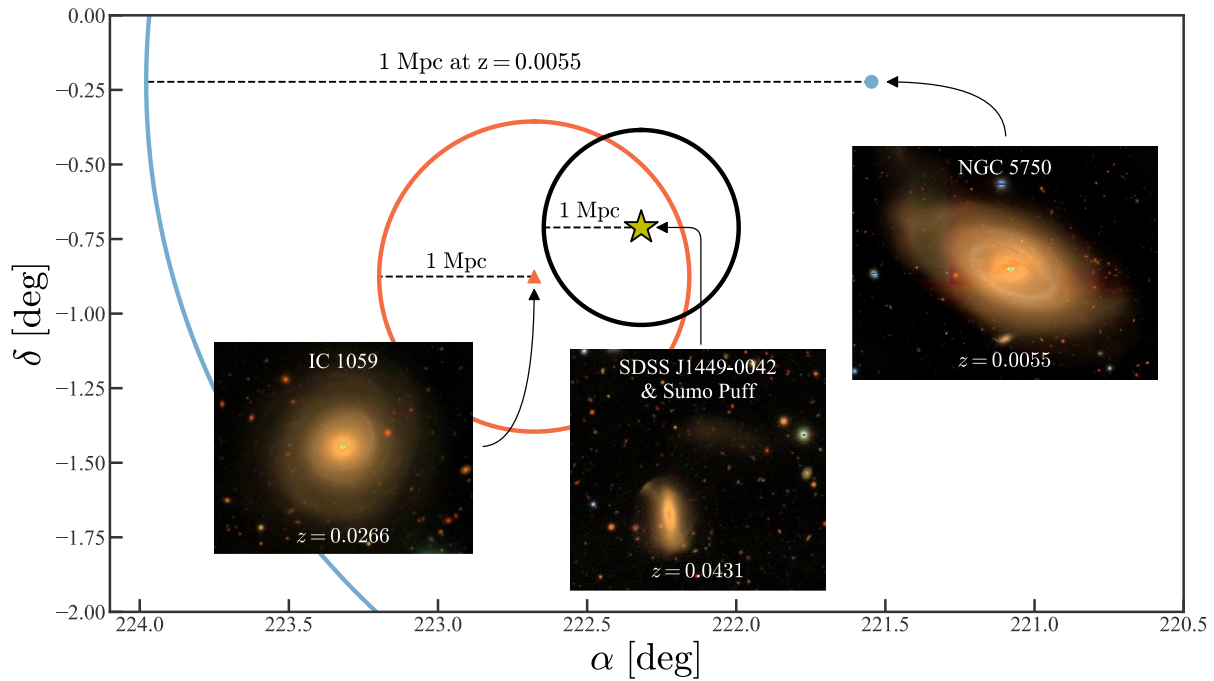 0.00
−0.25
−0.50
−0.75
−1.00
−1.25
−1.50
−1.75
−2.00
δ [deg]
1 Mpc at z = 0.0055
1 Mpc
1 Mpc
NGC 5750
z = 0.0055
IC 1059
z = 0.0266
SDSS J1449-0042
& Sumo Puff
z = 0.0431
224.0 223.5 223.0 222.5 222.0 221.5 221.0 220.5
α [deg]